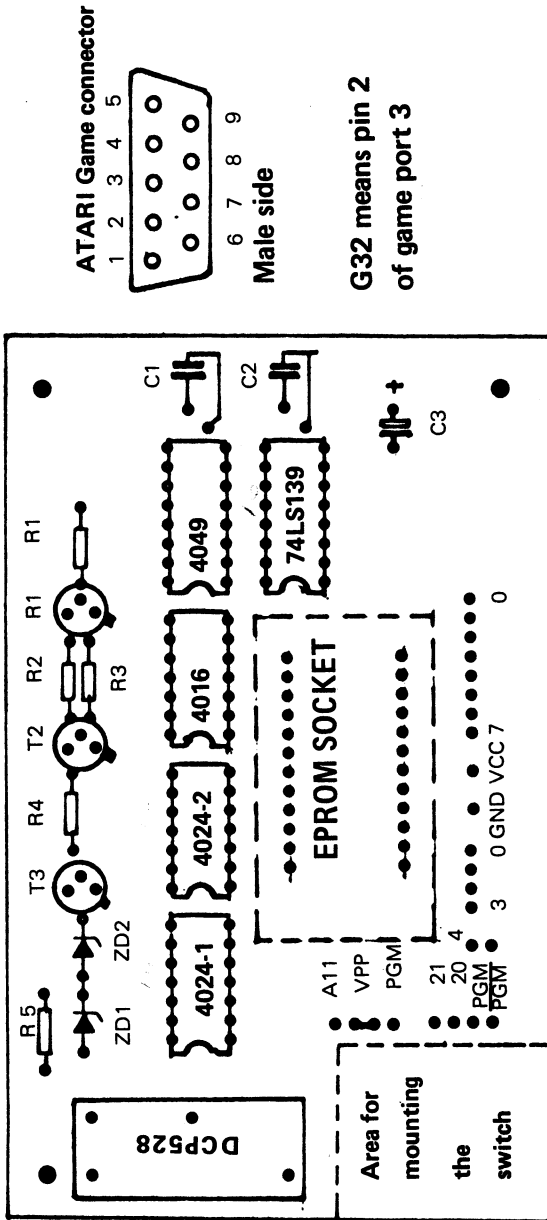 ATARI Game connector
1 2 3 4 5
6 7 8 9
Male side
G32 means pin 2
of game port 3
R5
ZD1
ZD2
T3
R4
T2
R2
R3
R1
R1
DCP528
4024-1
4024-2
4016
4049
C1
74LS139
C2
C3
+
EPROM SOCKET
A11
VPP
PGM
21
20
PGM
PGM
4
3
0 GND VCC 7
0
Area for
mounting
the
switch